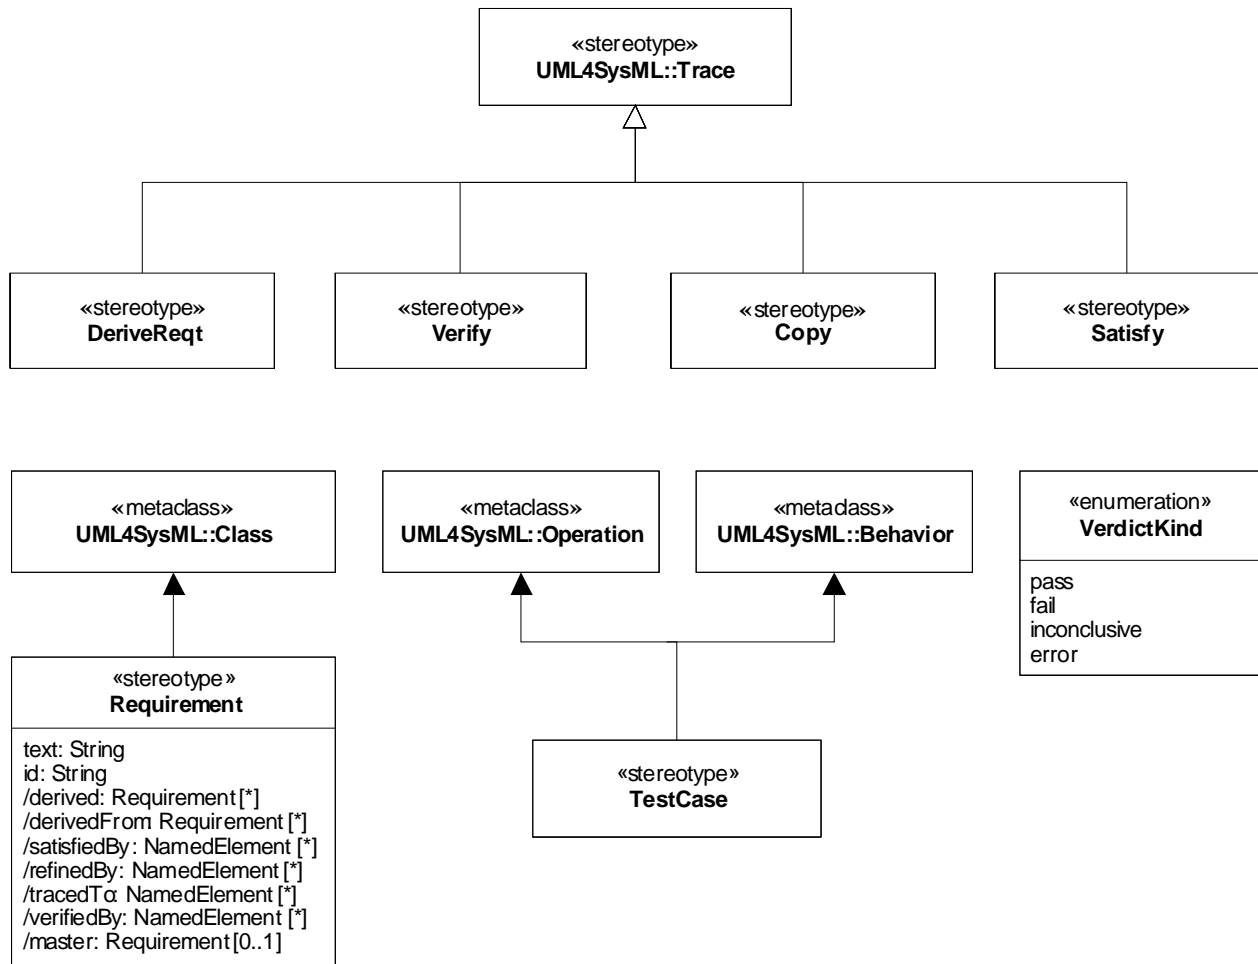 «stereotype»
UML4SysML::Trace
«stereotype»
DeriveReqt
«stereotype»
Verify
«stereotype»
Copy
«stereotype»
Satisfy
«metaclass»
UML4SysML::Class
«metaclass»
UML4SysML::Operation
«metaclass»
UML4SysML::Behavior
«enumeration»
VerdictKind
pass
fail
inconclusive
error
«stereotype»
Requirement
text: String
id: String
/derived: Requirement[*]
/derivedFrom: Requirement[*]
/satisfiedBy: NamedElement[*]
/refinedBy: NamedElement[*]
/tracedTo: NamedElement[*]
/verifiedBy: NamedElement[*]
/master: Requirement[0..1]
«stereotype»
TestCase